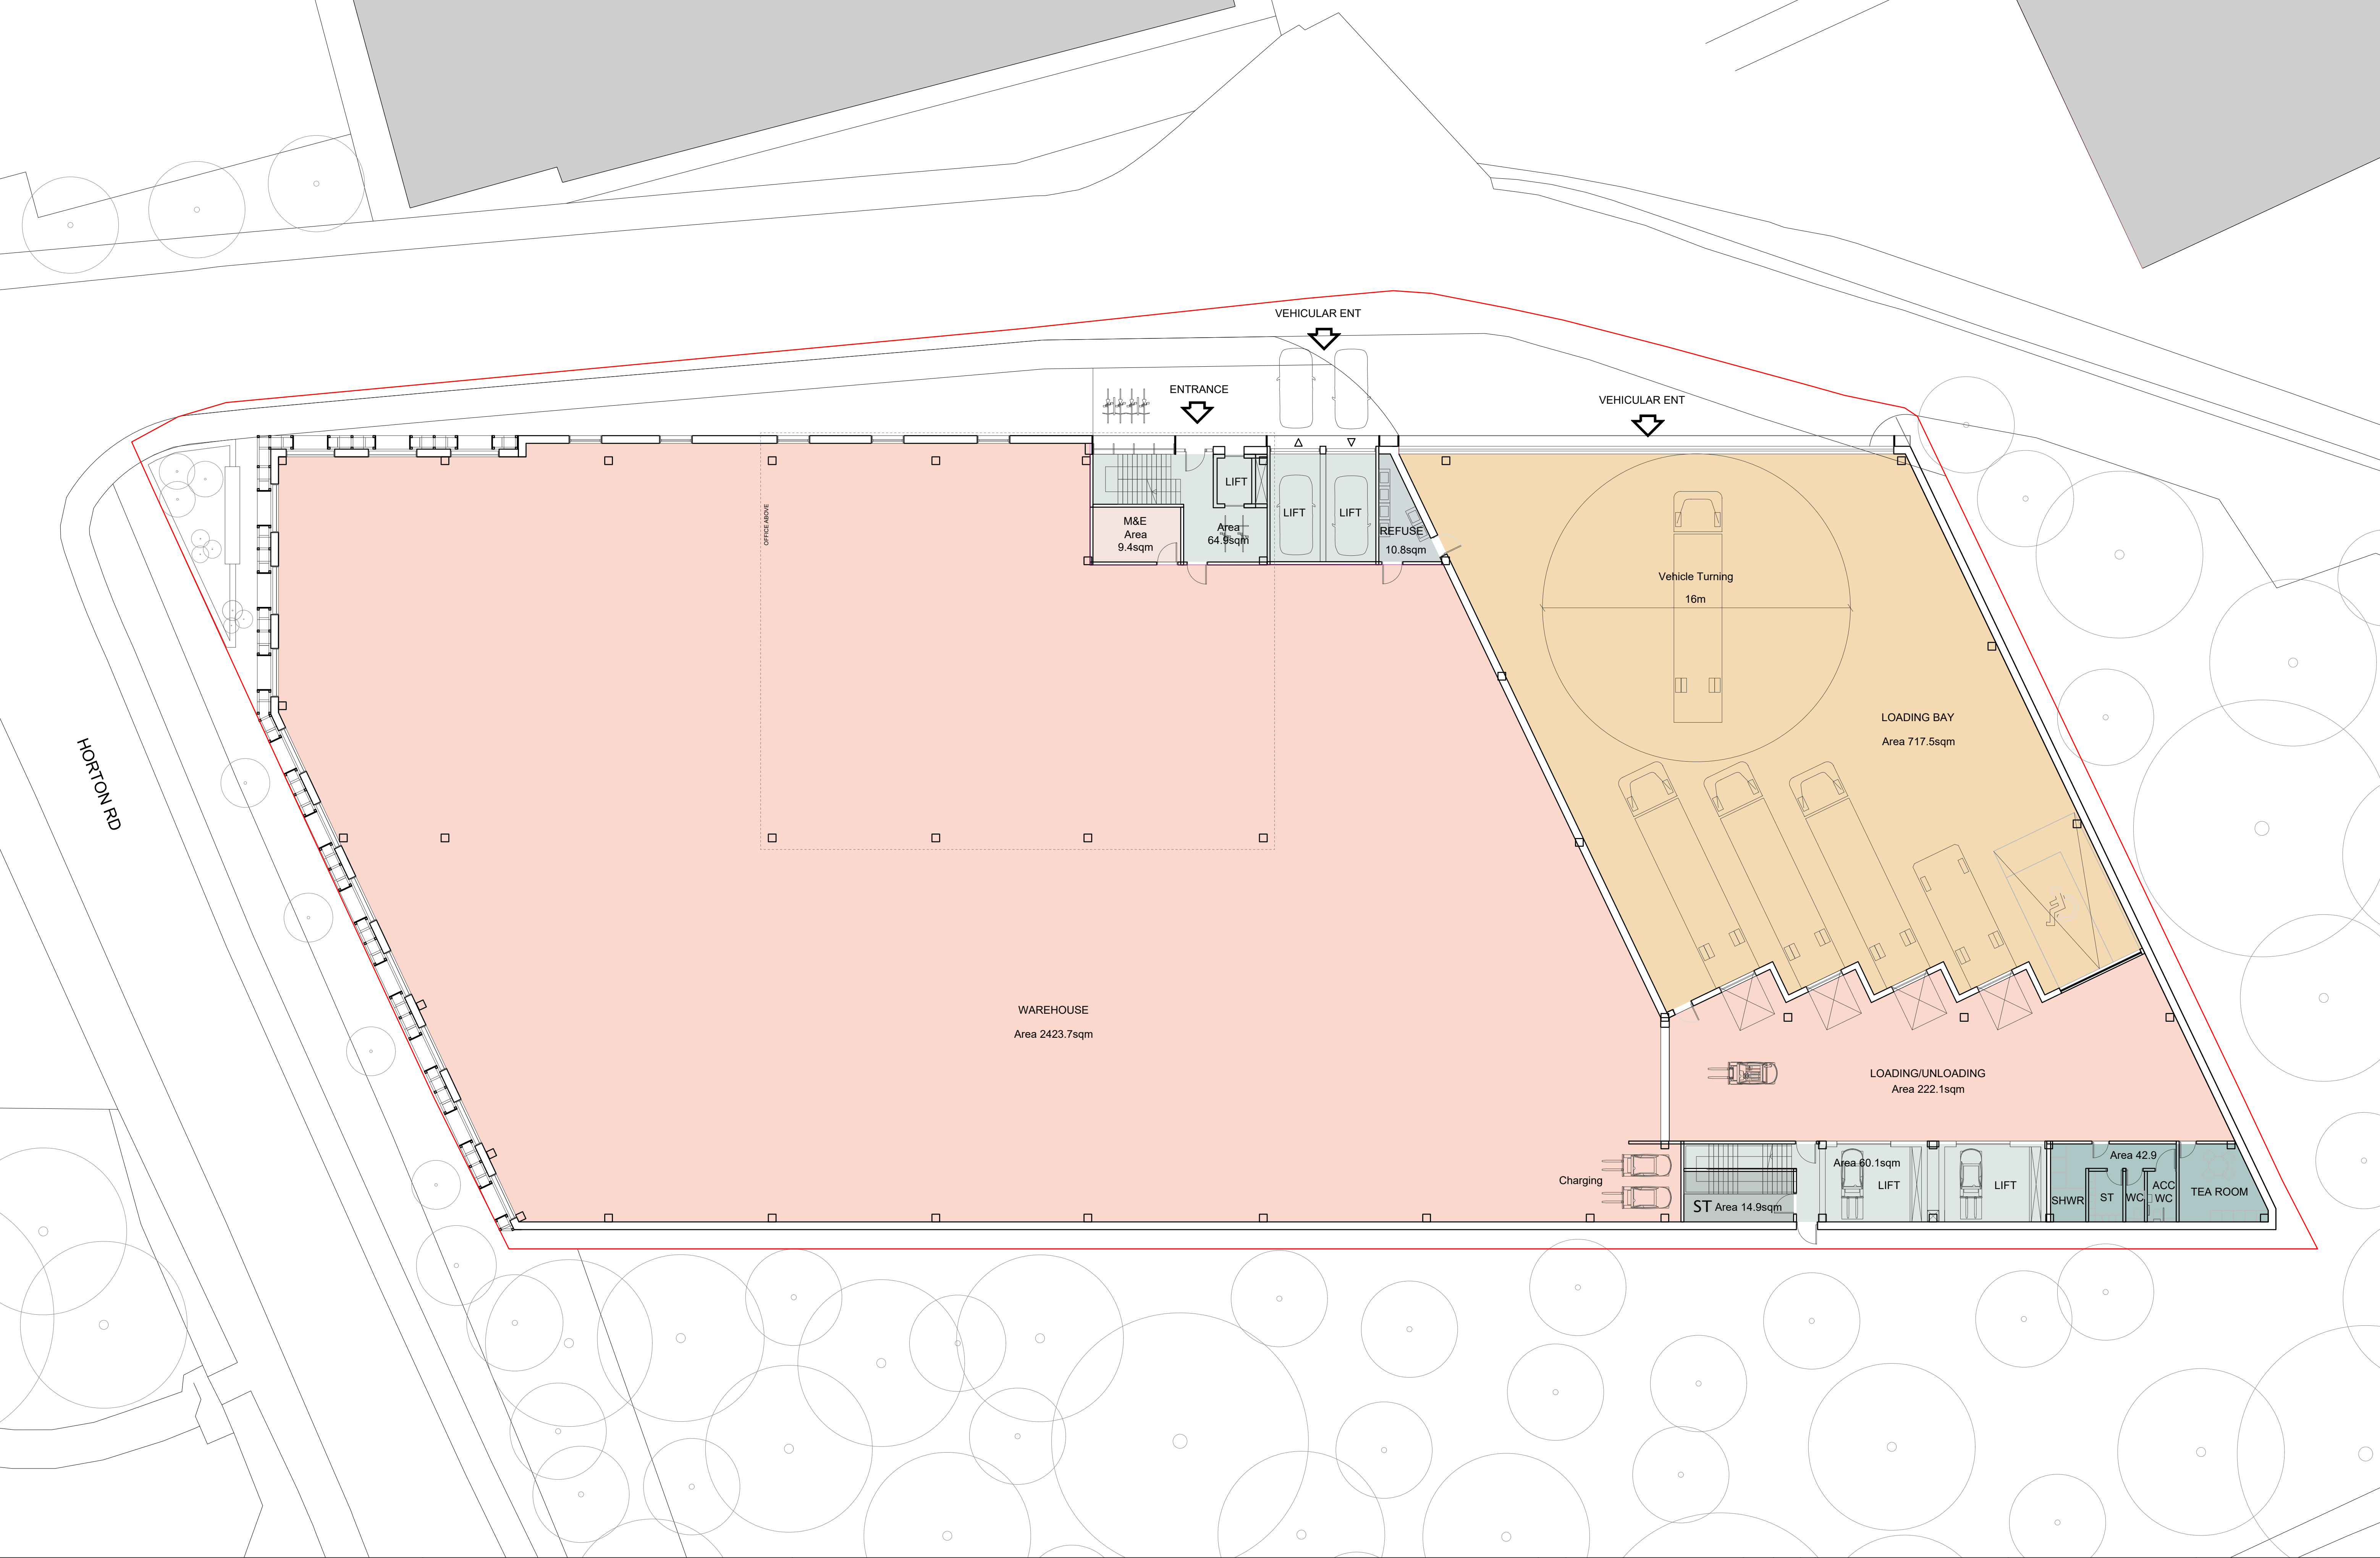 VEHICULAR ENT
ENTRANCE
VEHICULAR ENT
LIFT
LIFT
LIFT
OFFICE ABOVE
M&E
Area
9.4sqm
Area
64.9sqm
REFUSE
10.8sqm
Vehicle Turning
16m
LOADING BAY
Area 717.5sqm
HORTON RD
WAREHOUSE
Area 2423.7sqm
LOADING/UNLOADING
Area 222.1sqm
Charging
Area 60.1sqm
LIFT
LIFT
ST Area 14.9sqm
Area 42.9
SHWR
ST
WC
ACC
WC
TEA ROOM